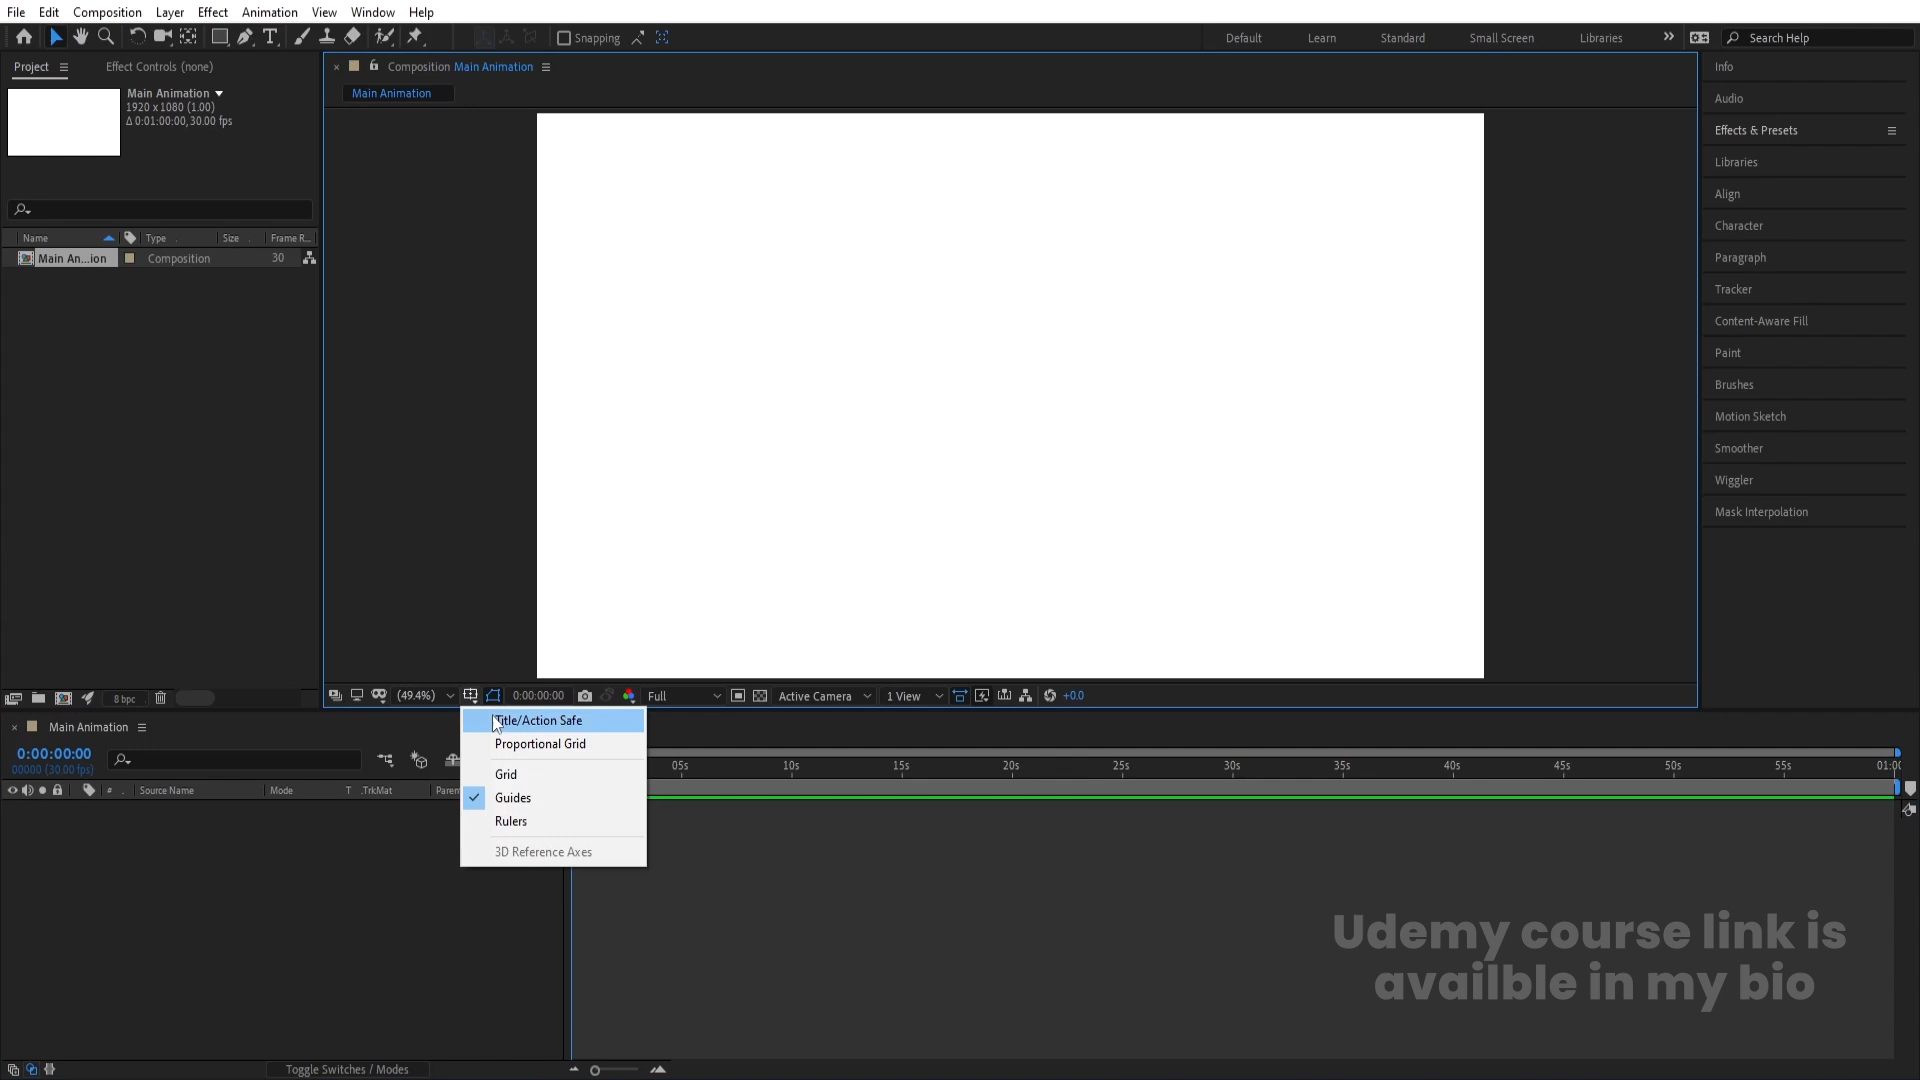 File Edit Composition Layer Effect Animation View Window Help
Snapping Default Learn Standard Small Screen Libraries Search Help
Project Effect Controls (none)
Composition Main Animation
Info
Main Animation
1920 x 1080 (1.00)
Δ 0:01:00:00, 30.00 fps
Main Animation
Audio
Effects & Presets
Libraries
Align
Character
Paragraph
Tracker
Content-Aware Fill
Paint
Brushes
Motion Sketch
Smoother
Wiggler
Mask Interpolation
Name Type Size Frame R...
Main An...ion Composition 30
8 bpc
(49.4%) 0:00:00:00 Full Active Camera 1 View +0.0
Title/Action Safe
Proportional Grid
Grid
Guides
Rulers
3D Reference Axes
Main Animation
0:00:00:00
00000 (30.00 fps)
05s 10s 15s 20s 25s 30s 35s 40s 45s 50s 55s 01:00
# Source Name Mode T .TrkMat Paren
Udemy course link is
availble in my bio
Toggle Switches / Modes